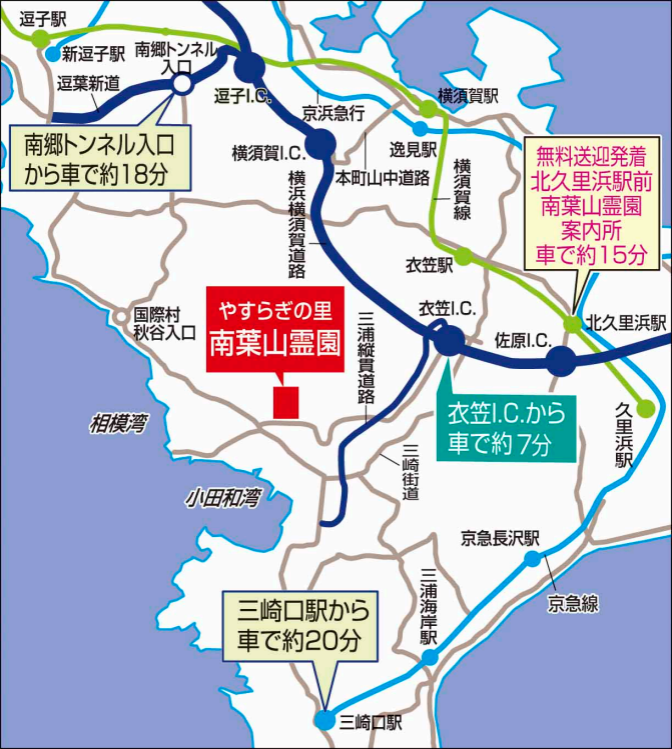 逗子駅
新逗子駅
南郷トンネル
入口
逗葉新道
逗子I.C.
京浜急行
横須賀駅
逸見駅
南郷トンネル入口
から車で約18分
横須賀I.C.
本町山中道路
横浜横須賀道路
横須賀線
無料送迎発着
北久里浜駅前
南葉山霊園
案内所
車で約15分
衣笠駅
国際村
秋谷入口
やすらぎの里
南葉山霊園
三浦縦貫道路
衣笠I.C.
佐原I.C.
北久里浜駅
衣笠I.C.から
車で約7分
久里浜駅
相模湾
三崎街道
小田和湾
京急長沢駅
京急線
三浦海岸駅
三崎口駅から
車で約20分
三崎口駅